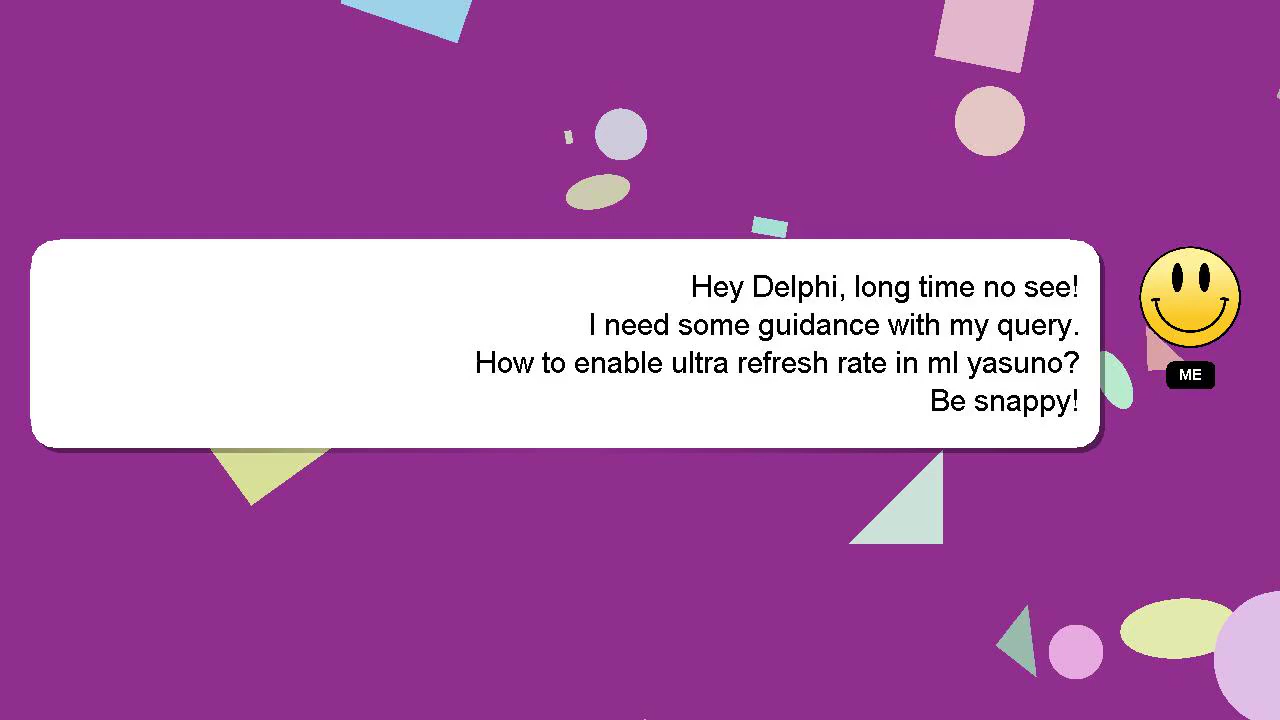 Hey Delphi, long time no see!
I need some guidance with my query.
How to enable ultra refresh rate in ml yasuno?
Be snappy!
ME